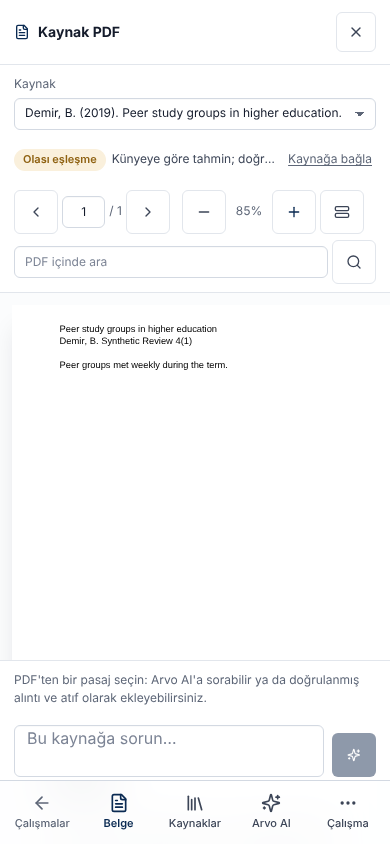 Kaynak PDF
Kaynak
Demir, B. (2019). Peer study groups in higher education.
Olası eşleşme Künyeye göre tahmin; doğr... Kaynağa bağla
1 / 1 85%
PDF içinde ara
Peer study groups in higher education
Demir, B. Synthetic Review 4(1)
Peer groups met weekly during the term.
PDF'ten bir pasaj seçin: Arvo AI'a sorabilir ya da doğrulanmış
alıntı ve atıf olarak ekleyebilirsiniz.
Bu kaynağa sorun...
Çalışmalar Belge Kaynaklar Arvo AI Çalışma